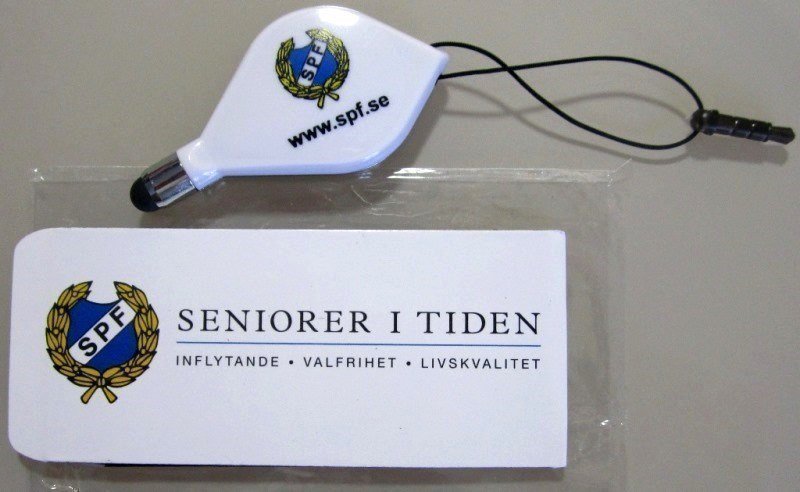 SPF
www.spf.se
SPF
SENIORER I TIDEN
INFLYTANDE • VALFRIHET • LIVSKVALITET